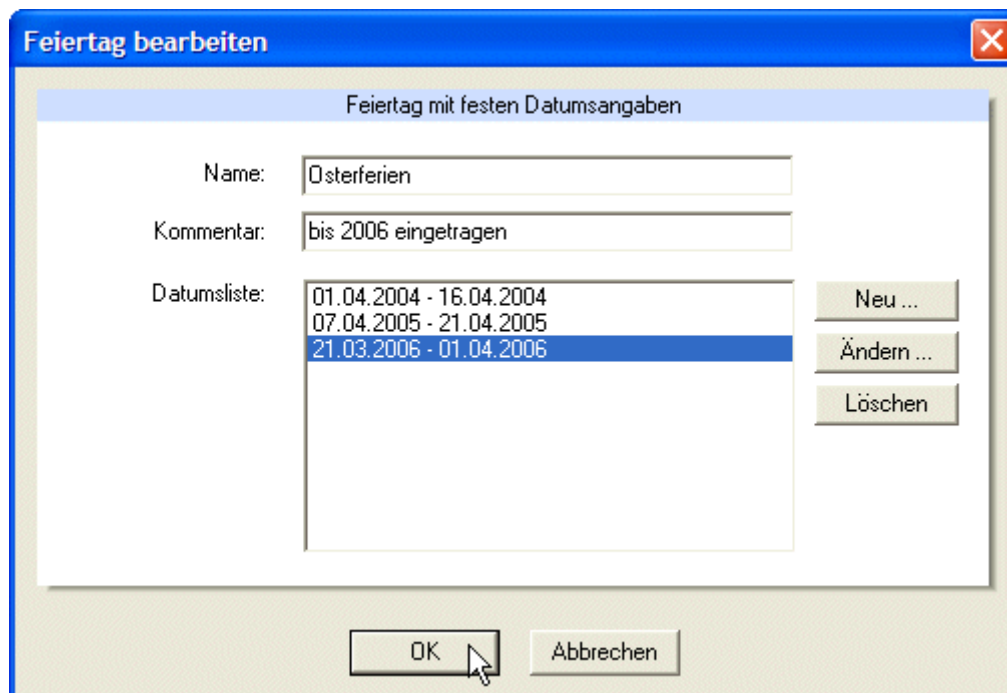 Feiertag bearbeiten
Feiertag mit festen Datumsangaben
Name:
Osterferien
Kommentar:
bis 2006 eingetragen
Datumsliste:
01.04.2004 - 16.04.2004
07.04.2005 - 21.04.2005
21.03.2006 - 01.04.2006
Neu ...
Ändern ...
Löschen
OK
Abbrechen